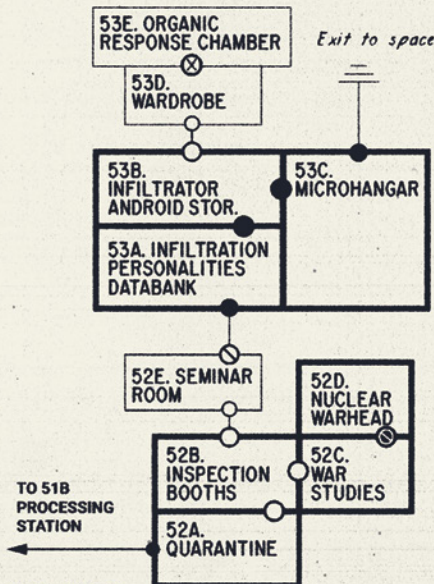 53E. ORGANIC
RESPONSE CHAMBER
Exit to space
53D.
WARDROBE
53B.
INFILTRATOR
ANDROID STOR.
53C.
MICROHANGAR
53A. INFILTRATION
PERSONALITIES
DATABANK
52E. SEMINAR
ROOM
52D.
NUCLEAR
WARHEAD
52B.
INSPECTION
BOOTHS
52C.
WAR
STUDIES
TO 51B
PROCESSING
STATION
52A.
QUARANTINE